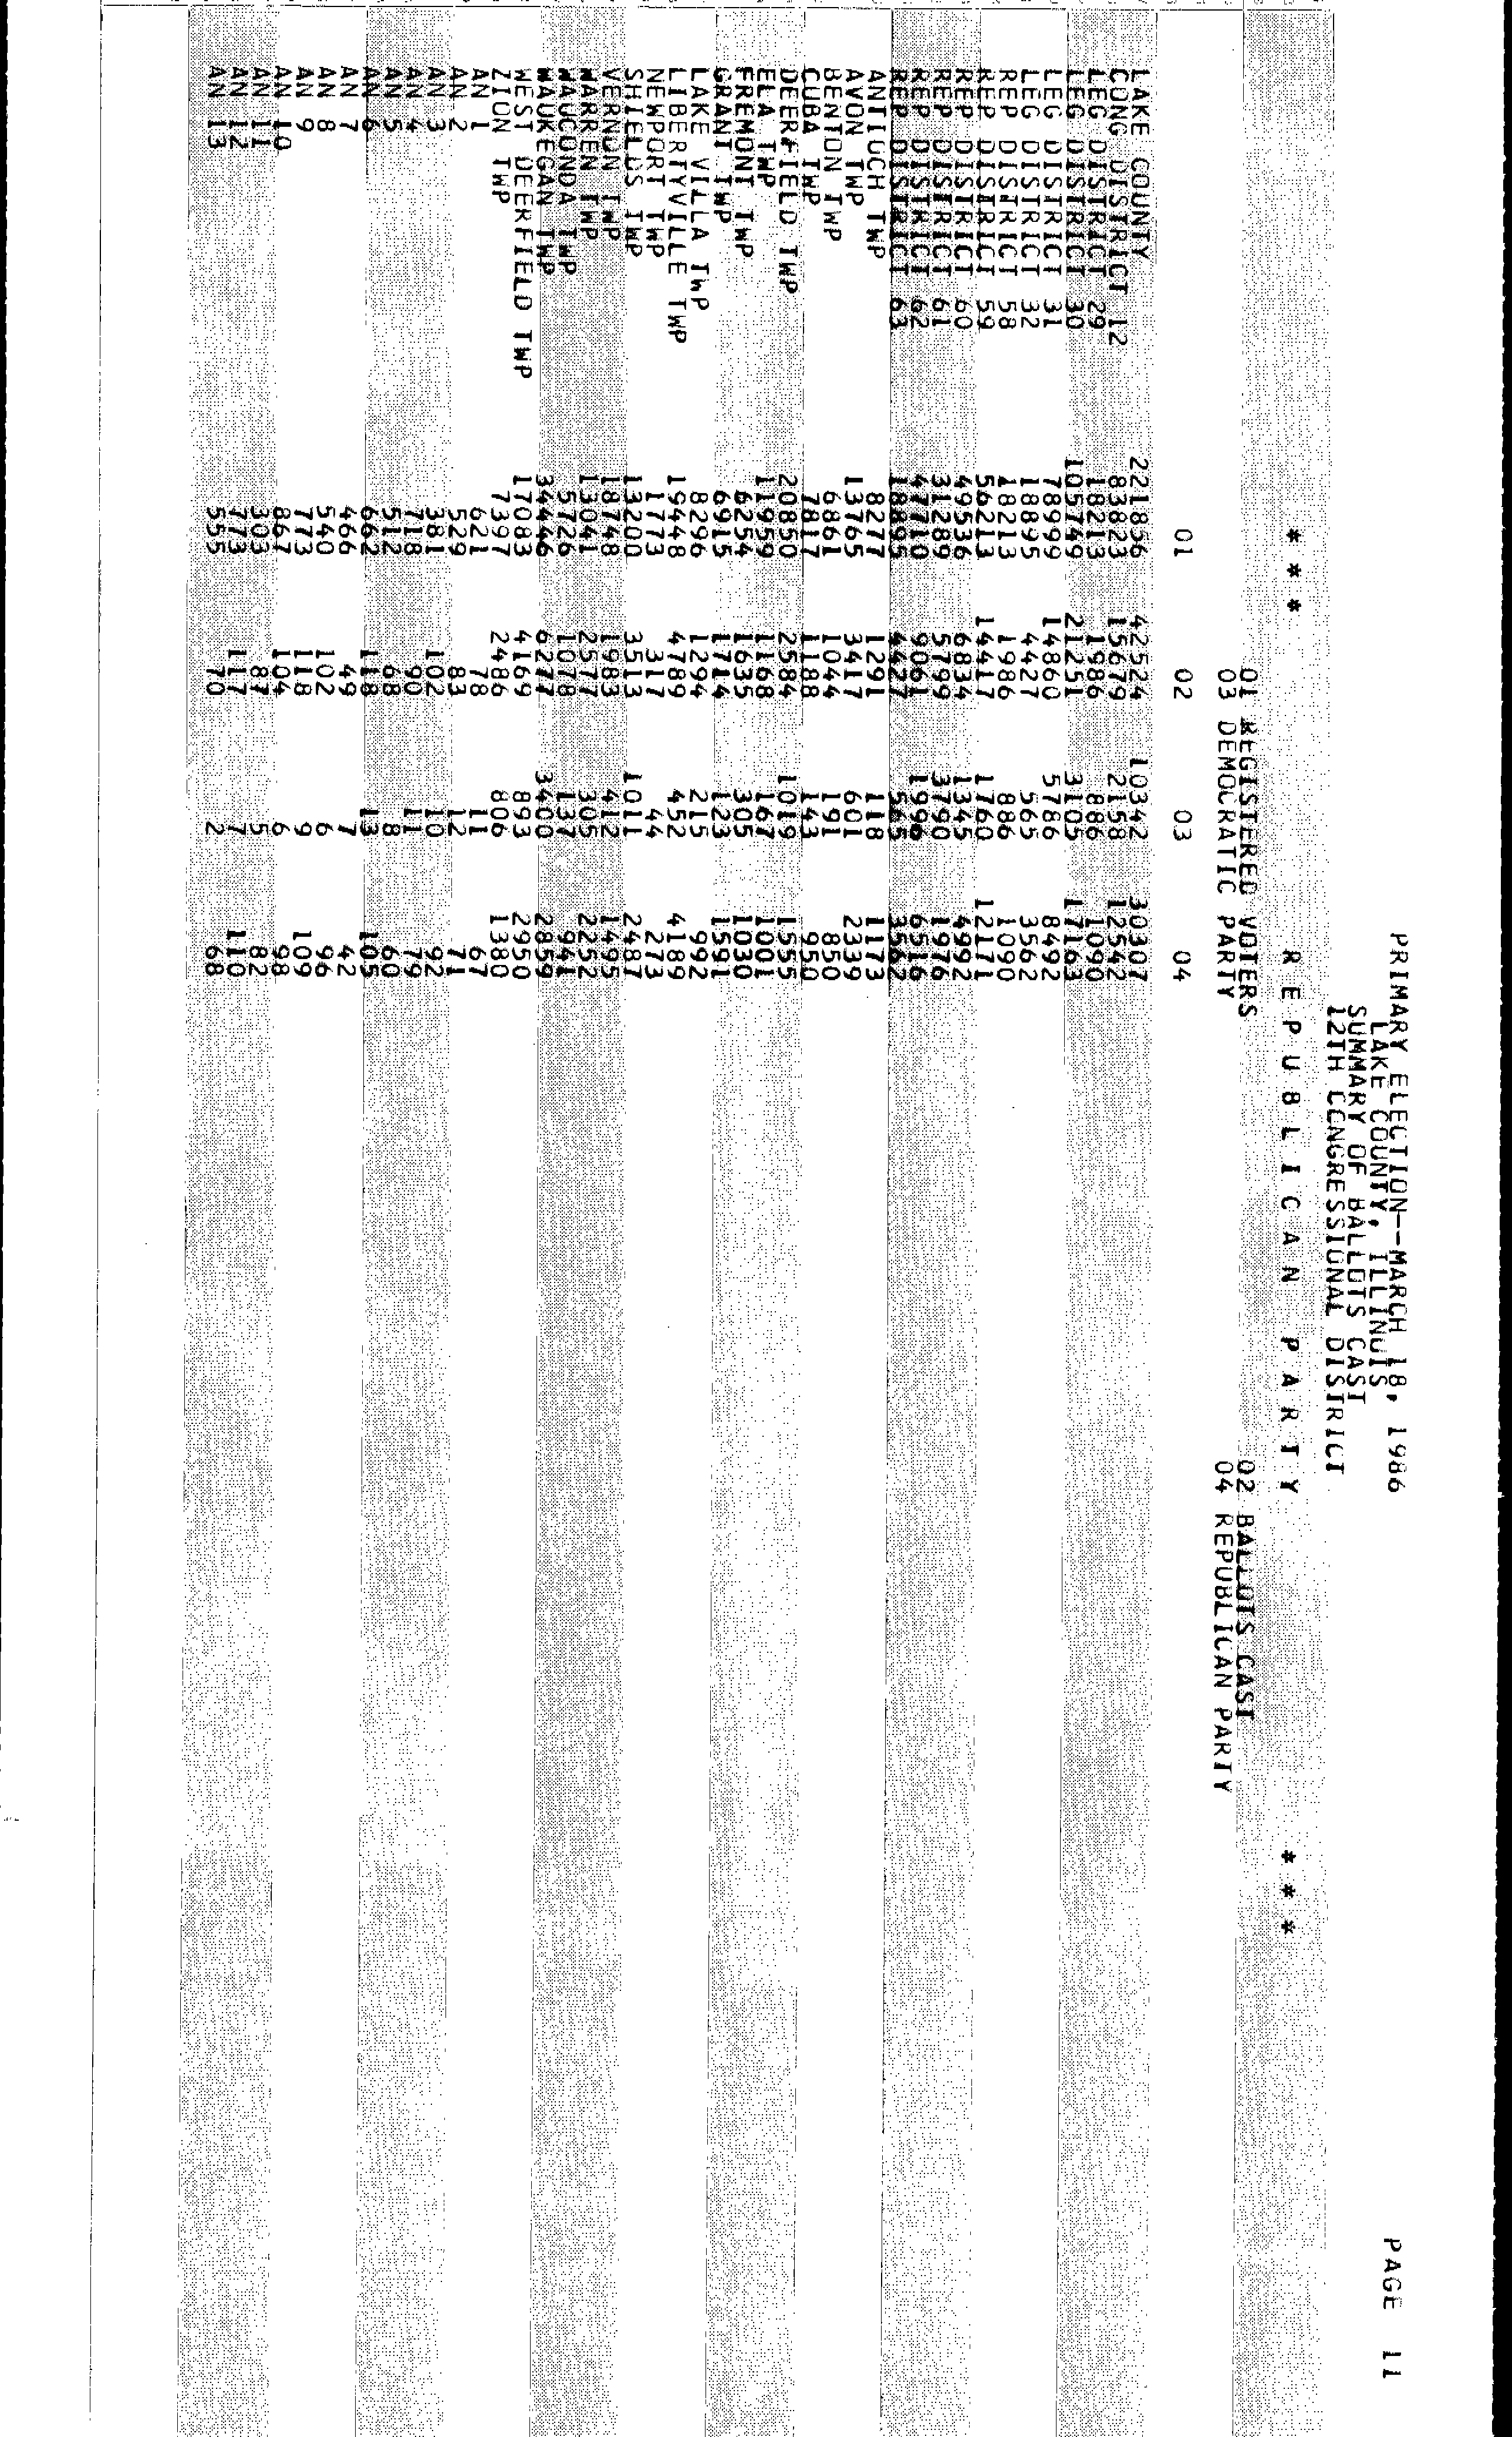 PRIMARY ELECTION--MARCH 18, 1986 PAGE 11
LAKE COUNTY, ILLINOIS
SUMMARY OF BALLOTS CAST
12TH CONGRESSIONAL DISTRICT
* * * R E P U B L I C A N P A R T Y * * *
01 REGISTERED VOTERS 02 BALLOTS CAST
03 DEMOCRATIC PARTY 04 REPUBLICAN PARTY
01 02 03 04
LAKE COUNTY 221856 42524 10342 30307
CONG DISTRICT 12 83823 15679 2158 12542
LEG DISTRICT 29 18213 1986 886 1090
LEG DISTRICT 30 105749 21251 3105 17163
LEG DISTRICT 31 78999 14860 5786 8492
LEG DISTRICT 32 18895 4427 565 3562
REP DISTRICT 58 18213 1986 886 1090
REP DISTRICT 59 56213 14417 1760 12171
REP DISTRICT 60 49536 6834 1345 4992
REP DISTRICT 61 31289 5799 3790 1976
REP DISTRICT 62 47710 9061 1996 6516
REP DISTRICT 63 18895 4427 565 3562
ANTIOCH TWP 8277 1291 118 1173
AVON TWP 13765 3417 601 2339
BENTON TWP 6861 1044 191 850
CUBA TWP 7817 1188 143 950
DEERFIELD TWP 20850 2584 1019 1555
ELA TWP 11959 1168 167 1001
FREMONT TWP 6254 1635 305 1030
GRANT TWP 6915 1714 123 1591
LAKE VILLA TWP 8296 1294 215 992
LIBERTYVILLE TWP 19448 4789 452 4189
NEWPORT TWP 1773 317 44 273
SHIELDS TWP 13200 3513 1011 2487
VERNON TWP 18748 1983 412 1495
WARREN TWP 13041 2577 305 2252
WAUCONDA TWP 5726 1078 137 941
WAUKEGAN TWP 34446 6277 3400 2859
WEST DEERFIELD TWP 17083 4169 893 2950
ZION TWP 7397 2486 806 1380
AN 1 621 78 11 67
AN 2 529 83 12 71
AN 3 381 102 10 92
AN 4 718 90 11 79
AN 5 512 68 8 60
AN 6 662 118 13 105
AN 7 466 49 7 42
AN 8 540 102 6 96
AN 9 773 118 9 109
AN 10 867 104 6 98
AN 11 303 87 5 82
AN 12 773 117 7 110
AN 13 555 70 2 68